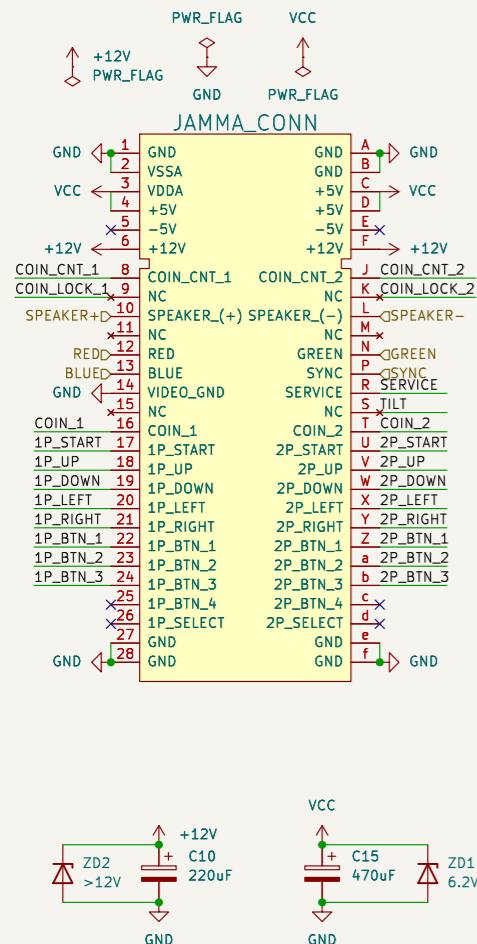 PWR_FLAG VCC
+12V
PWR_FLAG
GND PWR_FLAG
JAMMA_CONN
GND 1 GND GND A GND
2 VSSA GND B
VCC 3 VDDA +5V C VCC
4 +5V +5V D
5 -5V E
+12V 6 +12V +12V F +12V
COIN_CNT_1 8 COIN_CNT_1 COIN_CNT_2 J COIN_CNT_2
COIN_LOCK_1 9 NC NC K COIN_LOCK_2
SPEAKER+ 10 SPEAKER_(+) SPEAKER_(-) L SPEAKER-
11 NC NC M
RED 12 RED GREEN N GREEN
BLUE 13 BLUE SYNC P SYNC
GND 14 VIDEO_GND SERVICE R SERVICE
15 NC NC S TILT
COIN_1 16 COIN_1 COIN_2 T COIN_2
1P_START 17 1P_START 2P_START U 2P_START
1P_UP 18 1P_UP 2P_UP V 2P_UP
1P_DOWN 19 1P_DOWN 2P_DOWN W 2P_DOWN
1P_LEFT 20 1P_LEFT 2P_LEFT X 2P_LEFT
1P_RIGHT 21 1P_RIGHT 2P_RIGHT Y 2P_RIGHT
1P_BTN_1 22 1P_BTN_1 2P_BTN_1 Z 2P_BTN_1
1P_BTN_2 23 1P_BTN_2 2P_BTN_2 a 2P_BTN_2
1P_BTN_3 24 1P_BTN_3 2P_BTN_3 b 2P_BTN_3
25 1P_BTN_4 2P_BTN_4 c
26 1P_SELECT 2P_SELECT d
27 GND GND e
GND 28 GND GND f GND
VCC
+12V
+ C10 + C15
ZD2 220uF 470uF ZD1
>12V 6.2V
GND GND